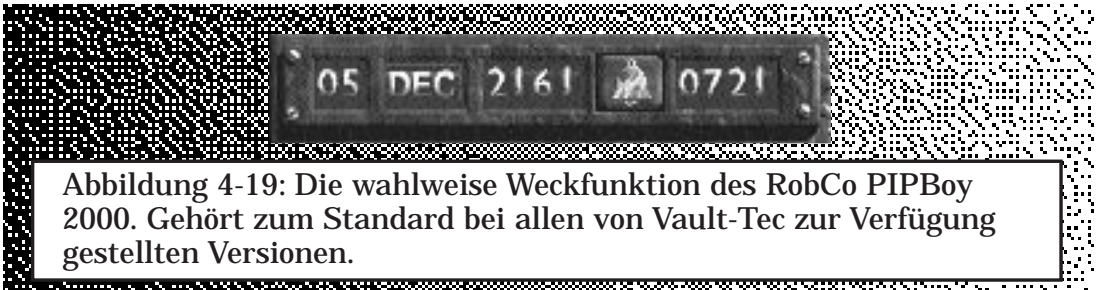 05 DEC 2161 0721
Abbildung 4-19: Die wahlweise Weckfunktion des RobCo PIPBoy
2000. Gehört zum Standard bei allen von Vault-Tec zur Verfügung
gestellten Versionen.